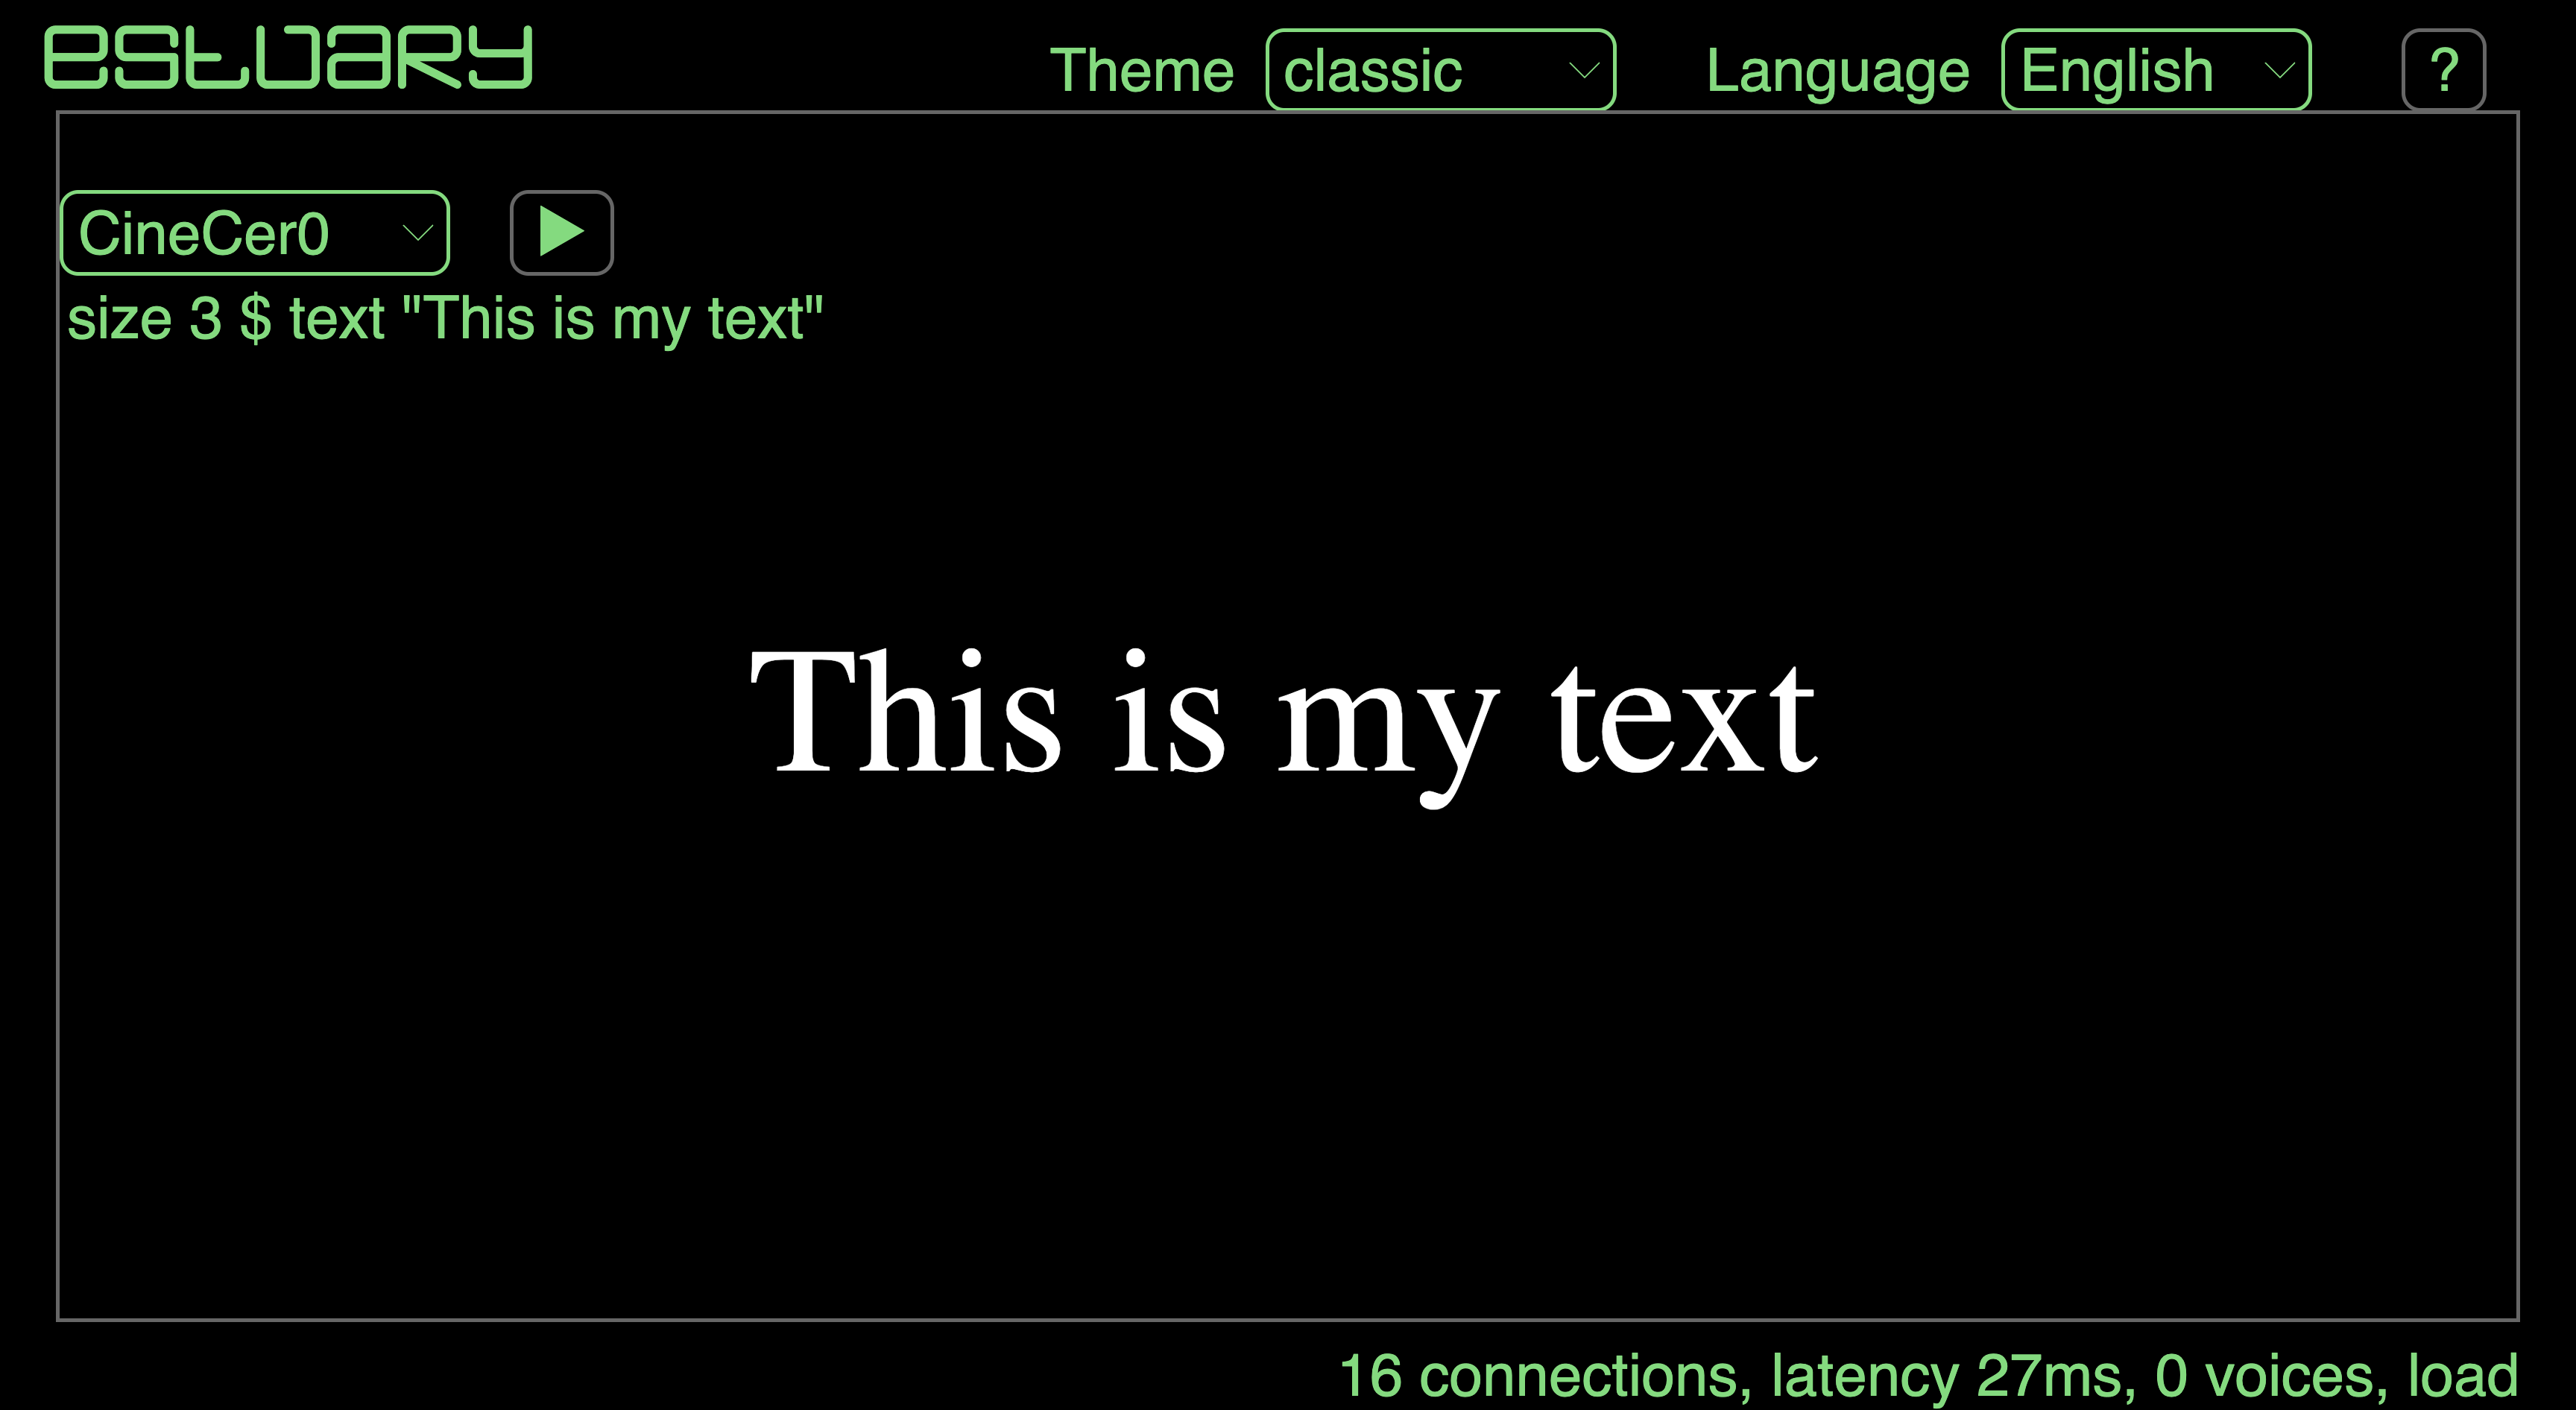 estuary
Theme classic Language English ?
CineCer0
size 3 $ text "This is my text"
This is my text
16 connections, latency 27ms, 0 voices, load